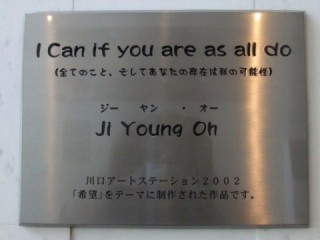 I Can if you are as all do
(全てのこと、そしてあなたの存在は私の可能性)
ジー ヤン ・ オー
JI Young Oh
川口アートステーション2002
「希望」をテーマに制作された作品です。